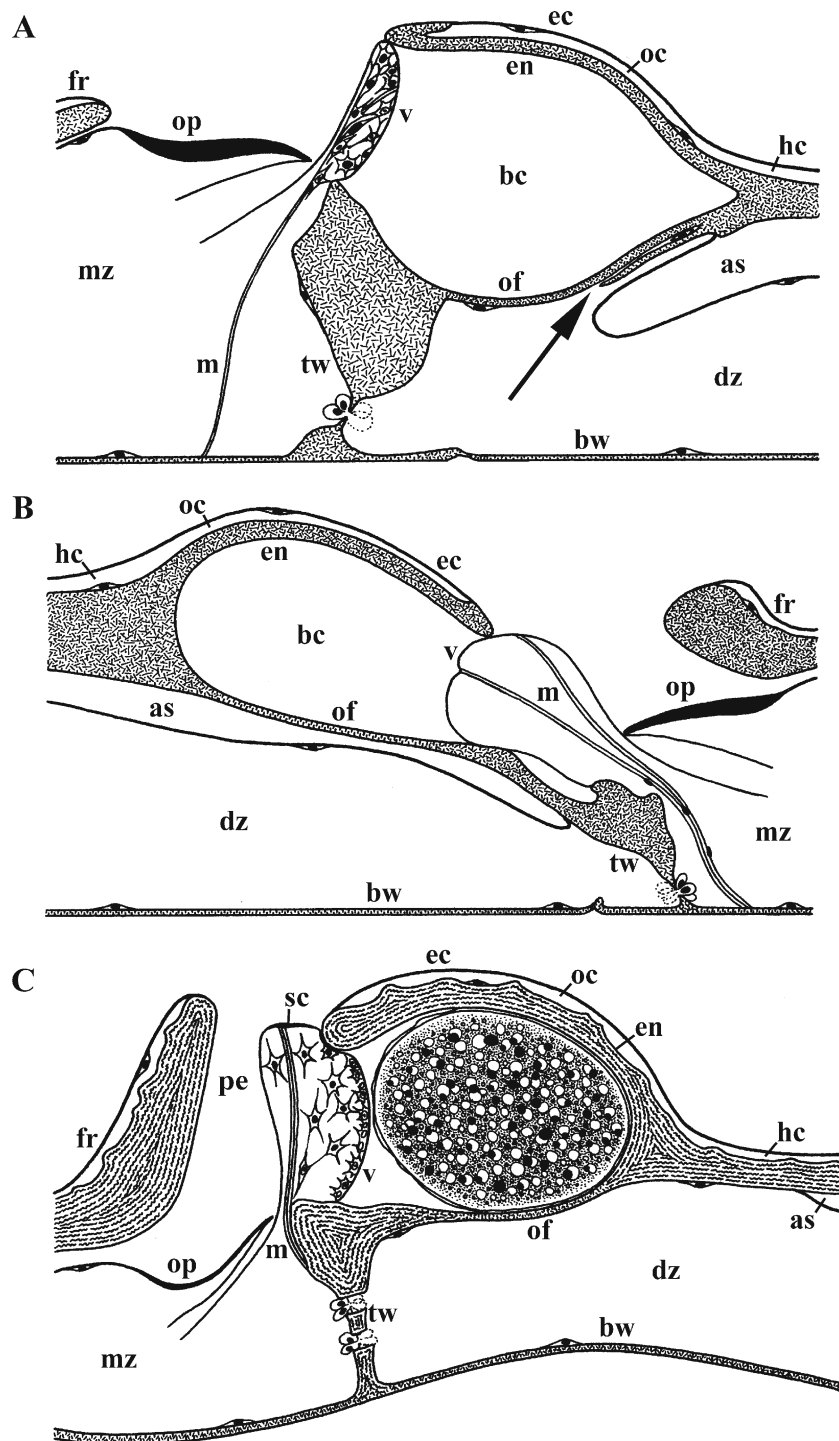 A
ec
oc
en
fr
op
v
hc
bc
mz
as
of
m
tw
dz
bw
B
oc
hc
en
ec
fr
bc
v
m
op
as
of
dz
mz
tw
bw
C
ec
oc
sc
en
pe
fr
hc
v
as
of
op
m
dz
tw
bw
mz